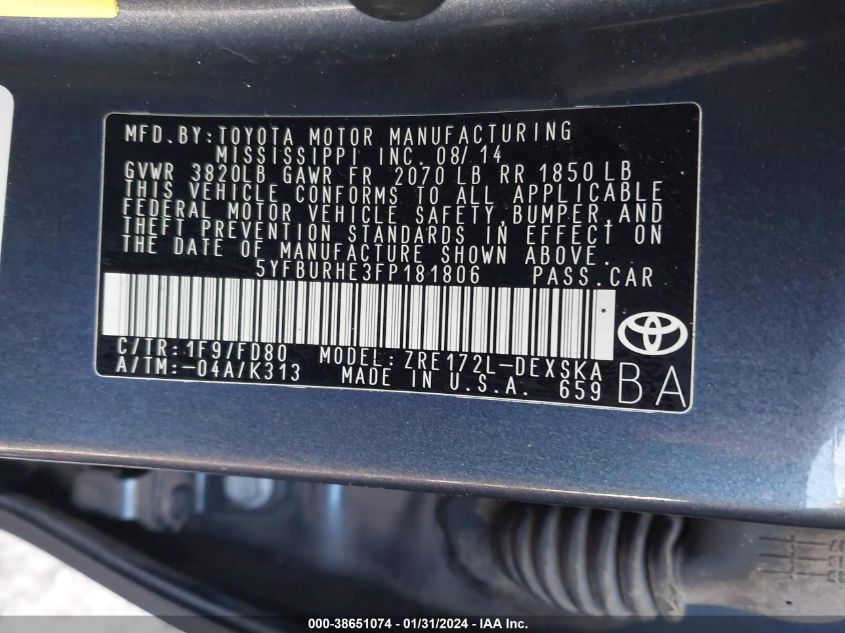 MFD.BY:TOYOTA MOTOR MANUFACTURING
MISSISSIPPI INC. 08/14
GVWR 3820LB GAWR FR 2070 LB RR 1850 LB
THIS VEHICLE CONFORMS TO ALL APPLICABLE
FEDERAL MOTOR VEHICLE SAFETY,BUMPER,AND
THEFT PREVENTION STANDARDS IN EFFECT ON
THE DATE OF MANUFACTURE SHOWN ABOVE.
5YFBURHE3FP181806 PASS.CAR
C/TR:1F9/FD80 MODEL:ZRE172L-DEXSKA
A/TM:-04A/K313 MADE IN U.S.A. 659
BA
000-38651074 / 01/31/2024 - IAA Inc.